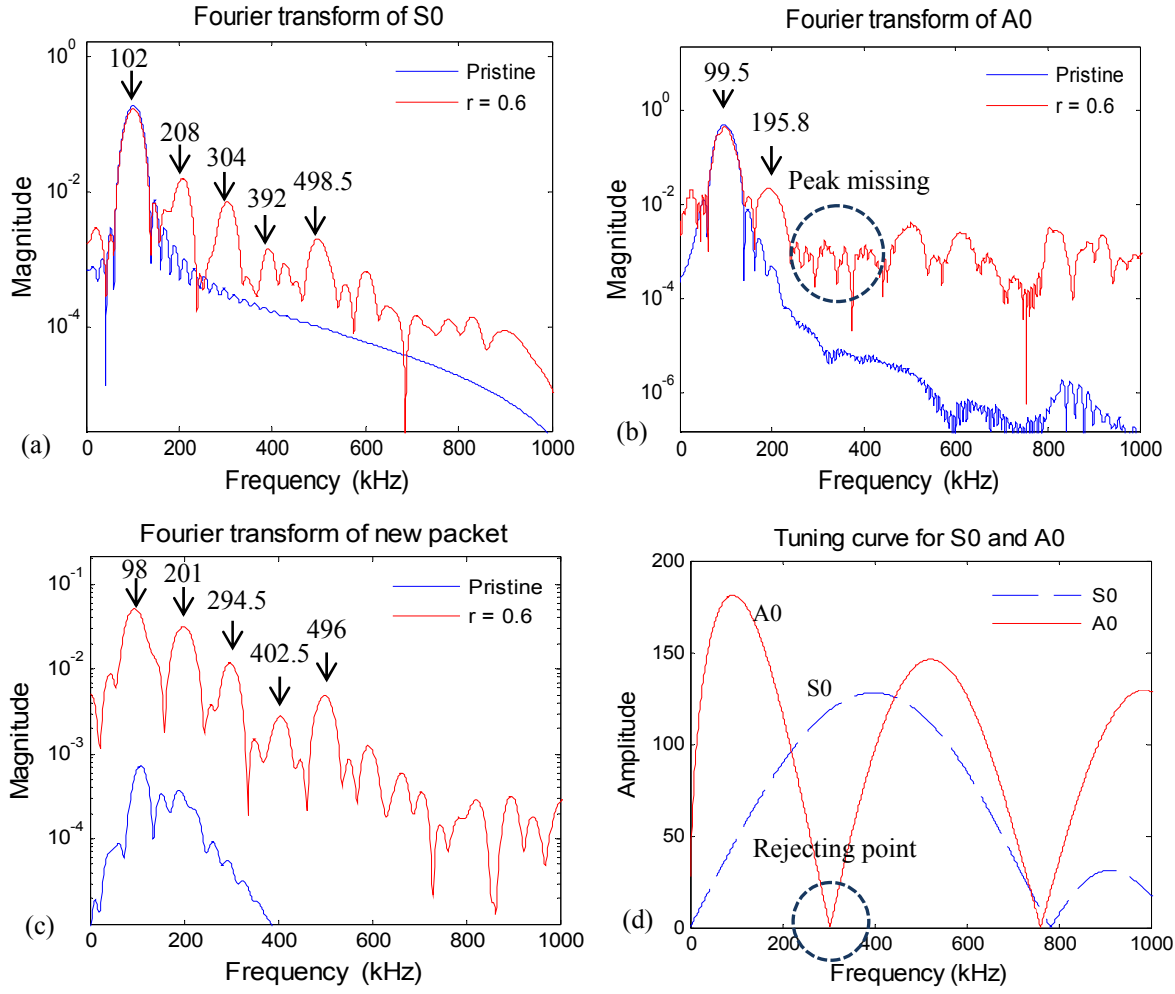 Fourier transform of S0
10^0
10^-2
10^-4
Magnitude
102
208
304
392
498.5
Pristine
r = 0.6
0 200 400 600 800 1000
Frequency (kHz)
(a)
Fourier transform of A0
10^0
10^-2
10^-4
10^-6
Magnitude
99.5
195.8
Peak missing
Pristine
r = 0.6
0 200 400 600 800 1000
Frequency (kHz)
(b)
Fourier transform of new packet
10^-1
10^-2
10^-3
10^-4
Magnitude
98
201
294.5
402.5
496
Pristine
r = 0.6
0 200 400 600 800 1000
Frequency (kHz)
(c)
Tuning curve for S0 and A0
200
150
100
50
0
Amplitude
A0
S0
S0
A0
Rejecting point
0 200 400 600 800 1000
Frequency (kHz)
(d)